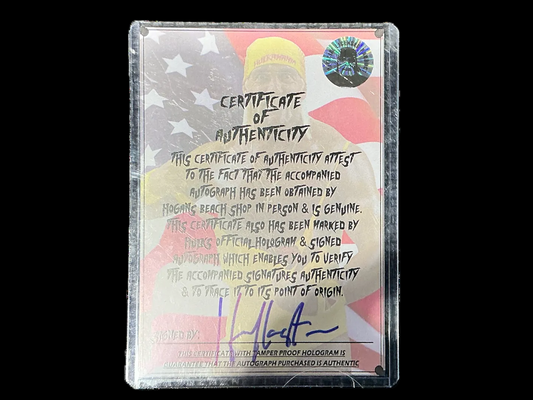 CERTIFICATE
OF
AUTHENTICITY
THIS CERTIFICATE OF AUTHENTICITY ATTEST
TO THE FACT THAT THE ACCOMPANIED
AUTOGRAPH HAS BEEN OBTAINED BY
HOGANS BEACH SHOP IN PERSON & IS GENUINE.
THIS CERTIFICATE ALSO HAS BEEN MARKED BY
HULKS OFFICIAL HOLOGRAM & SIGNED
AUTOGRAPH WHICH ENABLES YOU TO VERIFY
THE ACCOMPANIED SIGNATURES AUTHENTICITY
& TO TRACE IT TO ITS POINT OF ORIGIN.
SIGNED BY:
THIS CERTIFICATE WITH TAMPER PROOF HOLOGRAM IS
GUARANTEE THAT THE AUTOGRAPH PURCHASED IS AUTHENTIC